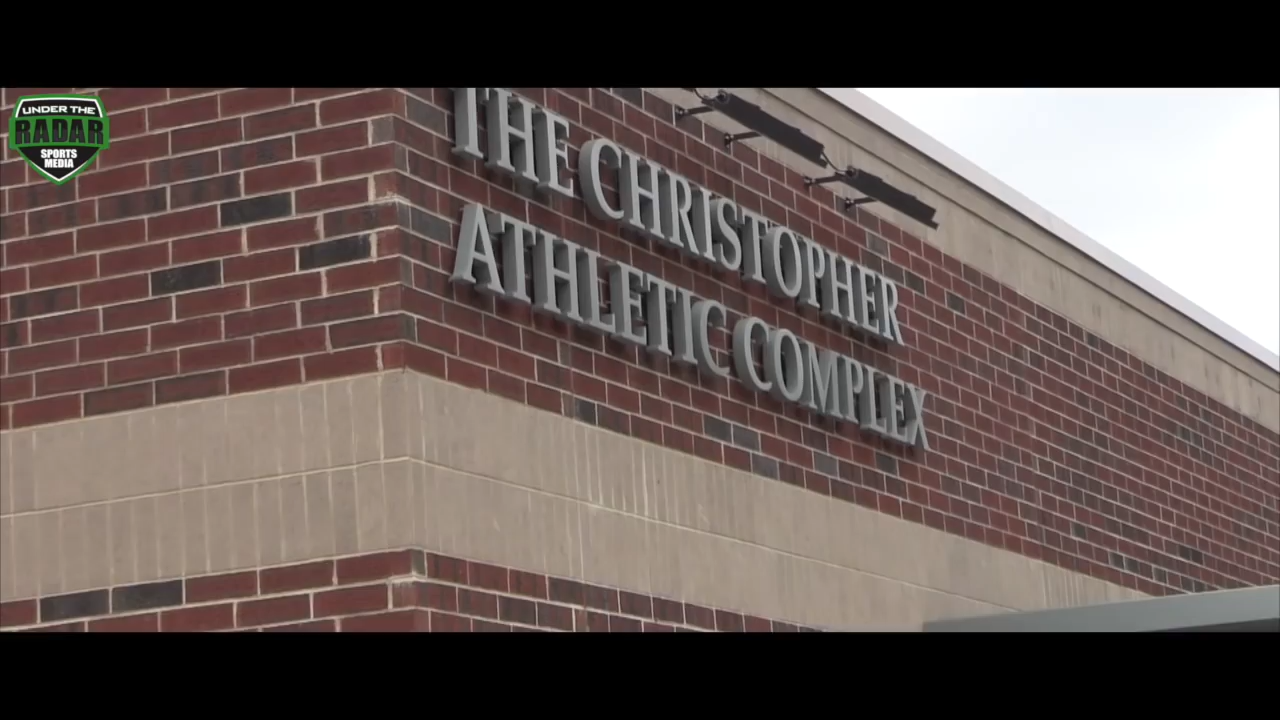 UNDER THE
RADAR
SPORTS
MEDIA
THE CHRISTOPHER
ATHLETIC COMPLEX